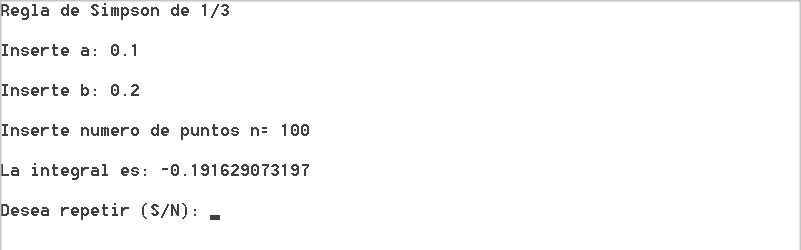 Regla de Simpson de 1/3
Inserte a: 0.1
Inserte b: 0.2
Inserte numero de puntos n= 100
La integral es: -0.191629073197
Desea repetir (S/N): _